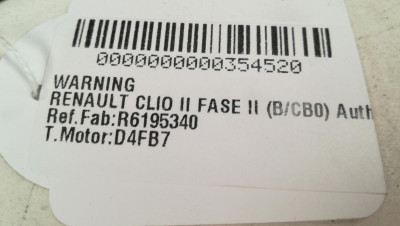 0000000000354520
WARNING
RENAULT CLIO II FASE II (B/CB0) Auth
Ref.Fab:R6195340
T.Motor:D4FB7